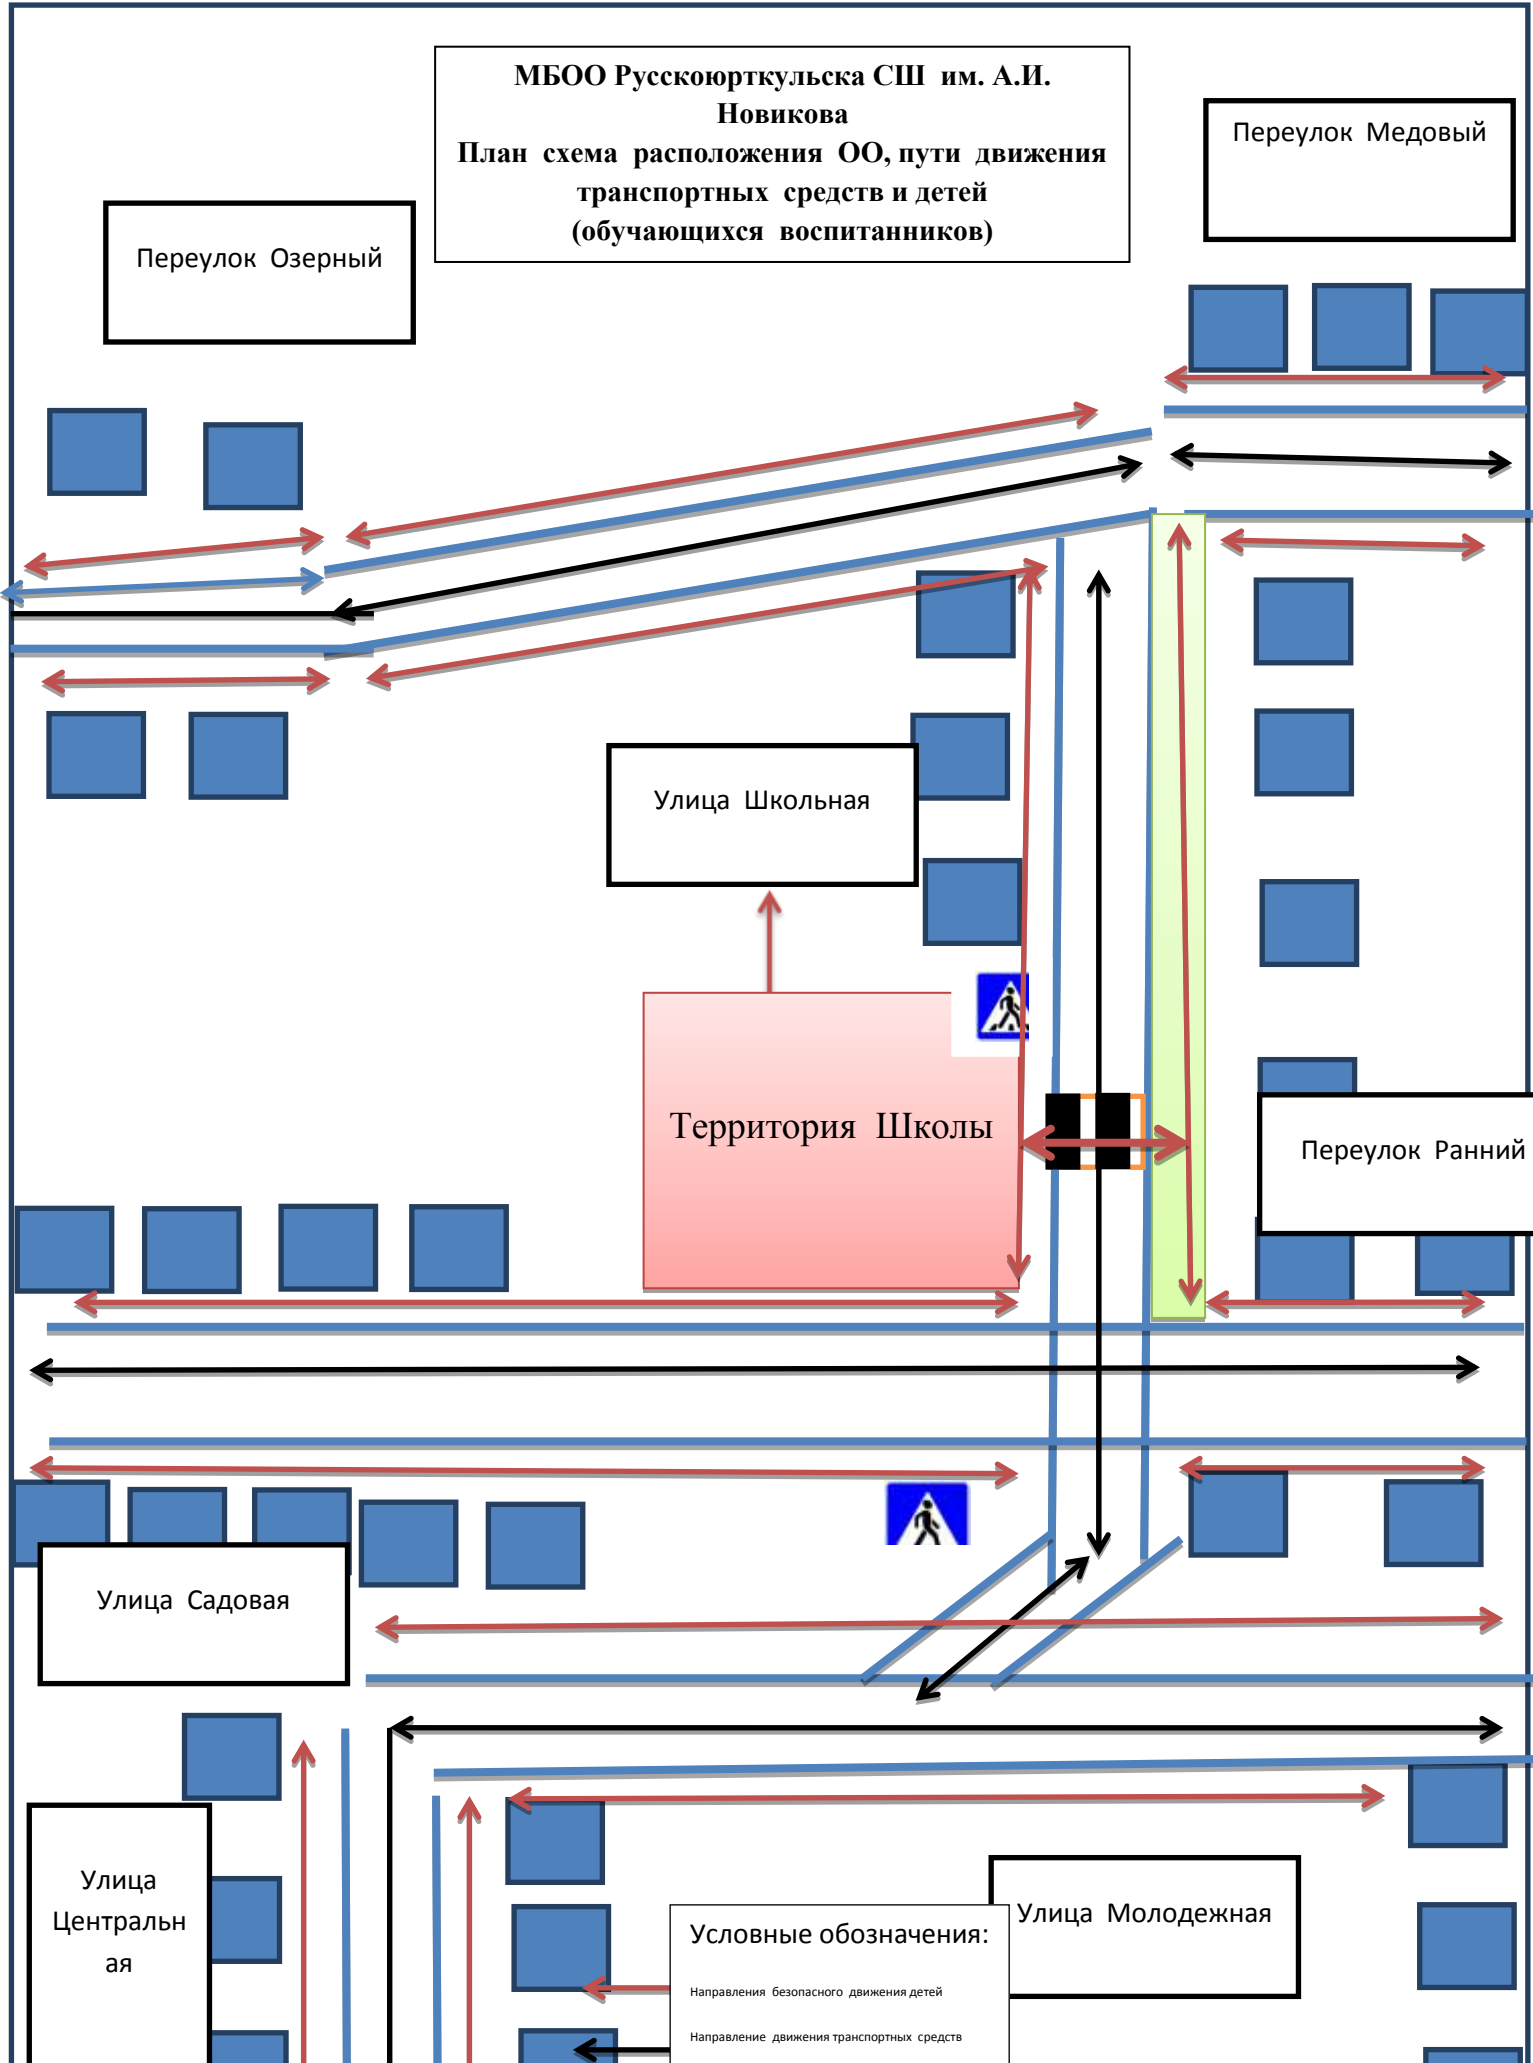 МБОО Русскоюрткульска СШ им. А.И.
Новикова
План схема расположения ОО, пути движения
транспортных средств и детей
(обучающихся воспитанников)
Переулок Медовый
Переулок Озерный
Улица Школьная
Территория Школы
Переулок Ранний
Улица Садовая
Улица
Центральн
ая
Улица Молодежная
Условные обозначения:
Направления безопасного движения детей
Направление движения транспортных средств